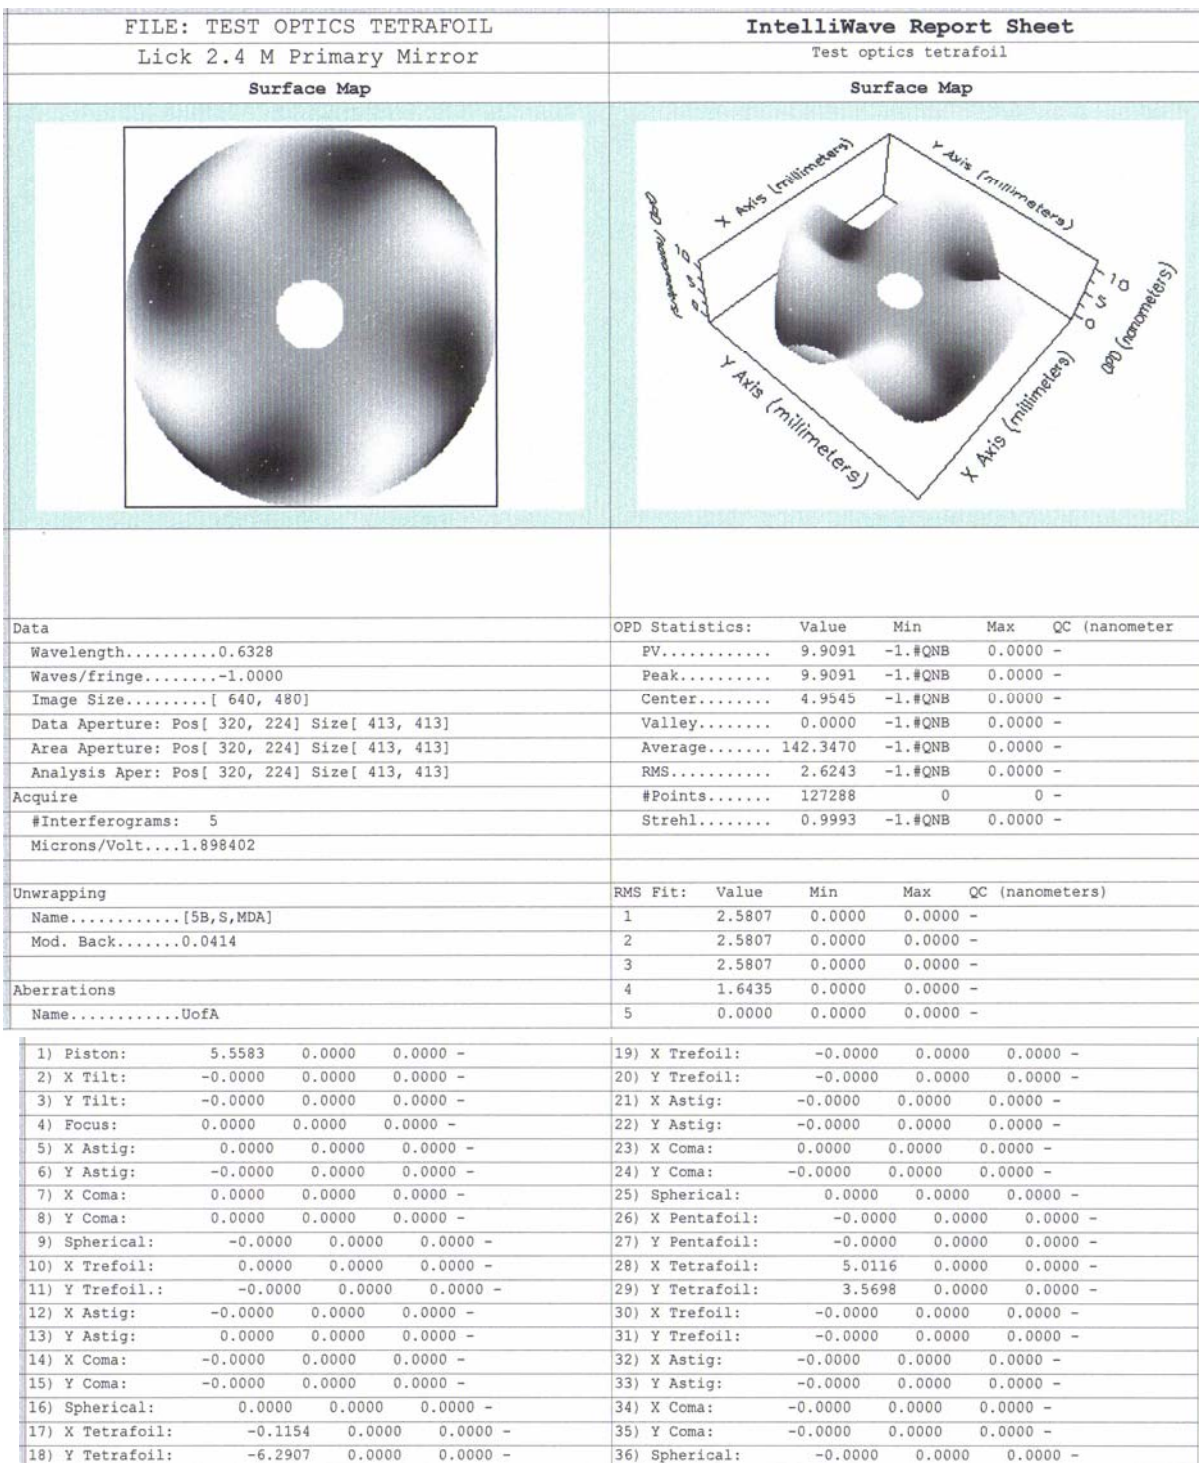 FILE: TEST OPTICS TETRAFOIL
Lick 2.4 M Primary Mirror
Surface Map
IntelliWave Report Sheet
Test optics tetrafoil
Surface Map
X Axis (millimeters)
Y Axis (millimeters)
OPD (nanometers)
10
5
0
Y Axis (millimeters)
X Axis (millimeters)
10
5
0
OPD (nanometers)
Data
Wavelength..........0.6328
Waves/fringe........-1.0000
Image Size.........[ 640, 480]
Data Aperture: Pos[ 320, 224] Size[ 413, 413]
Area Aperture: Pos[ 320, 224] Size[ 413, 413]
Analysis Aper: Pos[ 320, 224] Size[ 413, 413]
Acquire
#Interferograms: 5
Microns/Volt....1.898402
Unwrapping
Name............[5B,S,MDA]
Mod. Back.......0.0414
Aberrations
Name............UofA
OPD Statistics: Value Min Max QC (nanometer
PV............ 9.9091 -1.#QNB 0.0000 -
Peak.......... 9.9091 -1.#QNB 0.0000 -
Center........ 4.9545 -1.#QNB 0.0000 -
Valley........ 0.0000 -1.#QNB 0.0000 -
Average....... 142.3470 -1.#QNB 0.0000 -
RMS........... 2.6243 -1.#QNB 0.0000 -
#Points....... 127288 0 0 -
Strehl........ 0.9993 -1.#QNB 0.0000 -
RMS Fit: Value Min Max QC (nanometers)
1 2.5807 0.0000 0.0000 -
2 2.5807 0.0000 0.0000 -
3 2.5807 0.0000 0.0000 -
4 1.6435 0.0000 0.0000 -
5 0.0000 0.0000 0.0000 -
1) Piston: 5.5583 0.0000 0.0000 -
2) X Tilt: -0.0000 0.0000 0.0000 -
3) Y Tilt: -0.0000 0.0000 0.0000 -
4) Focus: 0.0000 0.0000 0.0000 -
5) X Astig: 0.0000 0.0000 0.0000 -
6) Y Astig: -0.0000 0.0000 0.0000 -
7) X Coma: 0.0000 0.0000 0.0000 -
8) Y Coma: 0.0000 0.0000 0.0000 -
9) Spherical: -0.0000 0.0000 0.0000 -
10) X Trefoil: 0.0000 0.0000 0.0000 -
11) Y Trefoil.: -0.0000 0.0000 0.0000 -
12) X Astig: -0.0000 0.0000 0.0000 -
13) Y Astig: 0.0000 0.0000 0.0000 -
14) X Coma: -0.0000 0.0000 0.0000 -
15) Y Coma: -0.0000 0.0000 0.0000 -
16) Spherical: 0.0000 0.0000 0.0000 -
17) X Tetrafoil: -0.1154 0.0000 0.0000 -
18) Y Tetrafoil: -6.2907 0.0000 0.0000 -
19) X Trefoil: -0.0000 0.0000 0.0000 -
20) Y Trefoil: -0.0000 0.0000 0.0000 -
21) X Astig: -0.0000 0.0000 0.0000 -
22) Y Astig: -0.0000 0.0000 0.0000 -
23) X Coma: 0.0000 0.0000 0.0000 -
24) Y Coma: -0.0000 0.0000 0.0000 -
25) Spherical: 0.0000 0.0000 0.0000 -
26) X Pentafoil: -0.0000 0.0000 0.0000 -
27) Y Pentafoil: -0.0000 0.0000 0.0000 -
28) X Tetrafoil: 5.0116 0.0000 0.0000 -
29) Y Tetrafoil: 3.5698 0.0000 0.0000 -
30) X Trefoil: -0.0000 0.0000 0.0000 -
31) Y Trefoil: -0.0000 0.0000 0.0000 -
32) X Astig: -0.0000 0.0000 0.0000 -
33) Y Astig: -0.0000 0.0000 0.0000 -
34) X Coma: -0.0000 0.0000 0.0000 -
35) Y Coma: -0.0000 0.0000 0.0000 -
36) Spherical: -0.0000 0.0000 0.0000 -